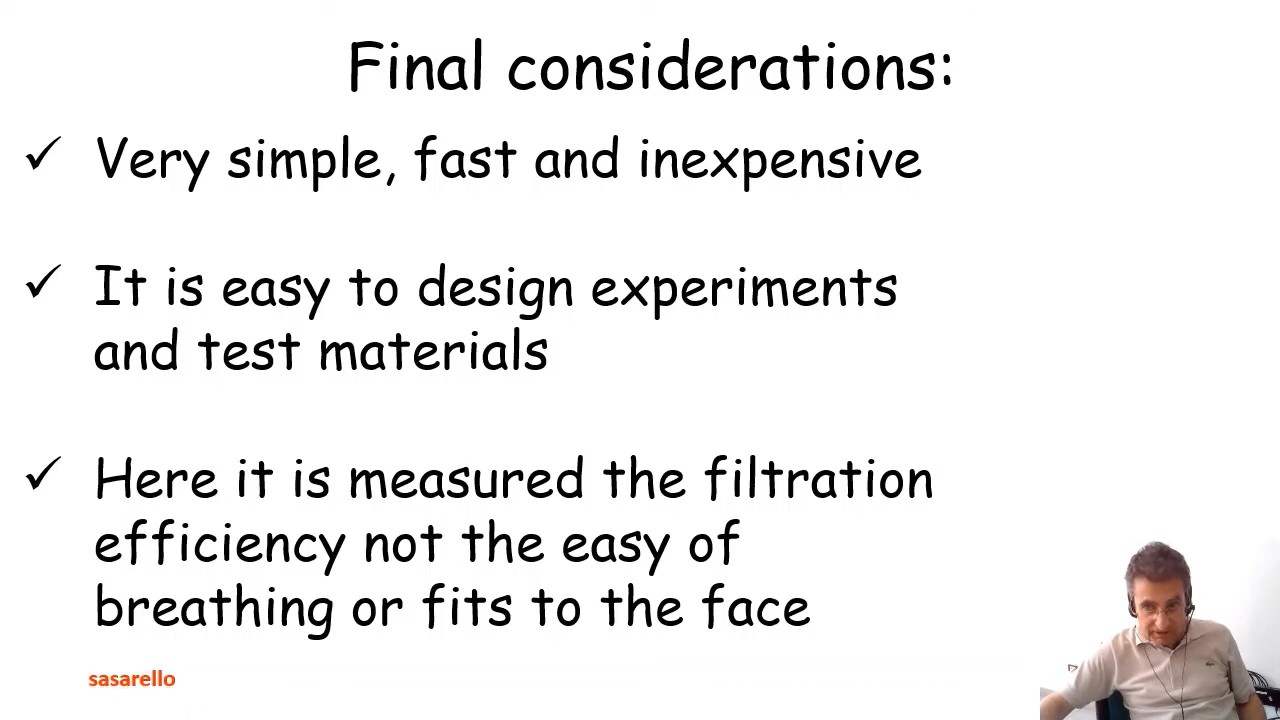 Final considerations:
✓ Very simple, fast and inexpensive
✓ It is easy to design experiments
and test materials
✓ Here it is measured the filtration
efficiency not the easy of
breathing or fits to the face
sasarello